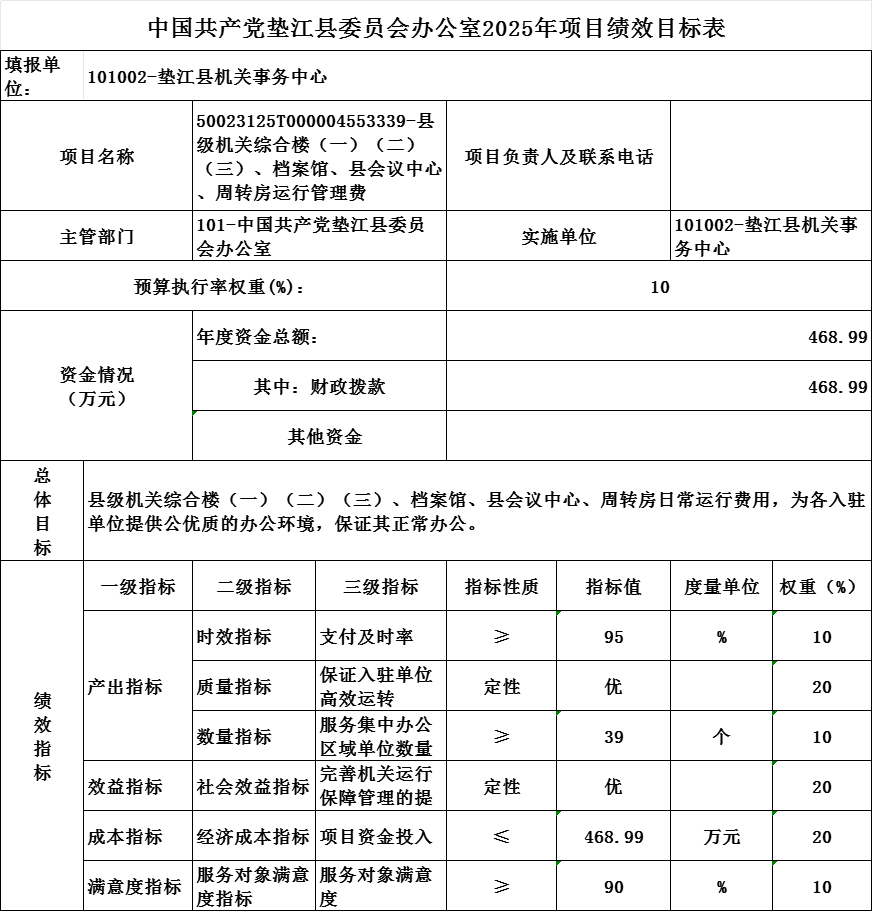 中国共产党垫江县委员会办公室2025年项目绩效目标表
填报单
位：
101002-垫江县机关事务中心
项目名称
50023125T000004553339-县
级机关综合楼（一）（二）
（三）、档案馆、县会议中心
、周转房运行管理费
项目负责人及联系电话
主管部门
101-中国共产党垫江县委员
会办公室
实施单位
101002-垫江县机关事
务中心
预算执行率权重(%)：
10
资金情况
（万元）
年度资金总额：
468.99
其中：财政拨款
468.99
其他资金
总
体
目
标
县级机关综合楼（一）（二）（三）、档案馆、县会议中心、周转房日常运行费用，为各入驻
单位提供公优质的办公环境，保证其正常办公。
绩
效
指
标
一级指标 二级指标 三级指标 指标性质 指标值 度量单位 权重（%）
产出指标
时效指标 支付及时率 ≥ 95 % 10
质量指标
保证入驻单位
高效运转
定性 优 20
数量指标
服务集中办公
区域单位数量
≥ 39 个 10
效益指标 社会效益指标
完善机关运行
保障管理的提
定性 优 20
成本指标 经济成本指标 项目资金投入 ≤ 468.99 万元 20
满意度指标
服务对象满意
度指标
服务对象满意
度
≥ 90 % 10